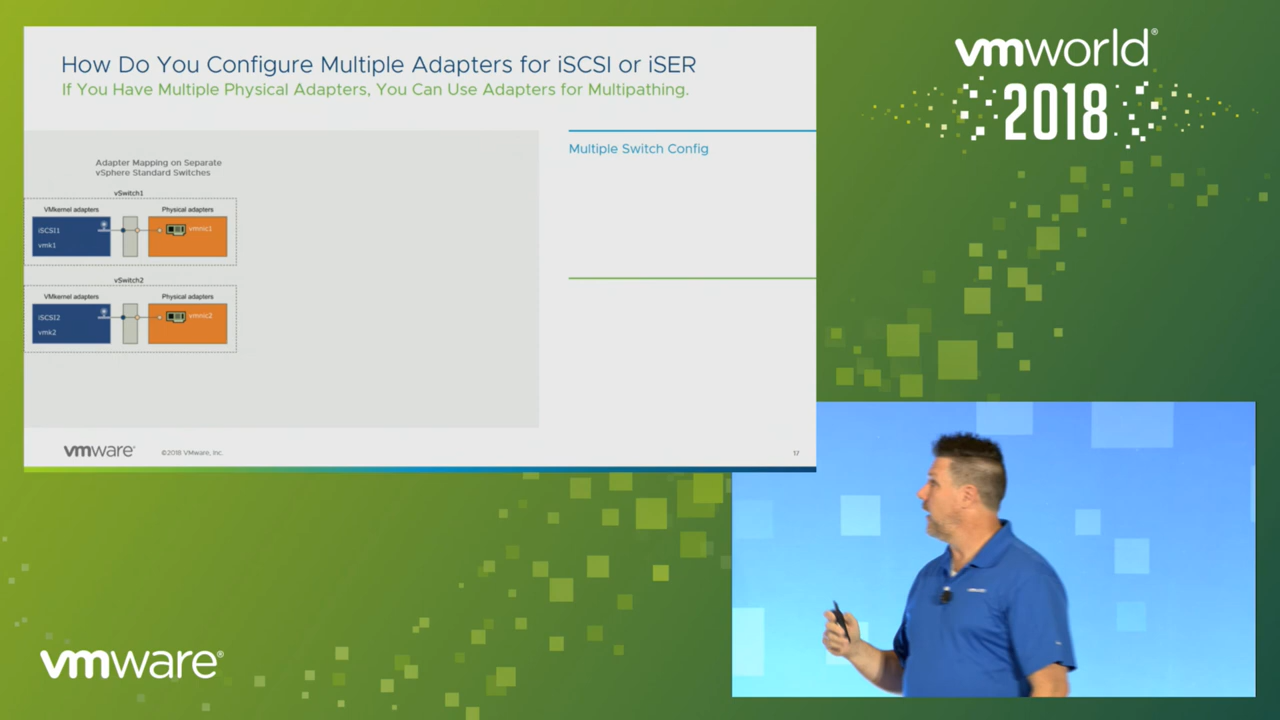 How Do You Configure Multiple Adapters for iSCSI or iSER
If You Have Multiple Physical Adapters, You Can Use Adapters for Multipathing.
Adapter Mapping on Separate
vSphere Standard Switches
vSwitch1
VMkernel adapters
Physical adapters
iSCSI1
vmk1
vmnic1
vSwitch2
VMkernel adapters
Physical adapters
iSCSI2
vmk2
vmnic2
Multiple Switch Config
vmware®
©2018 VMware, Inc.
17
vmworld®
2018
vmware®